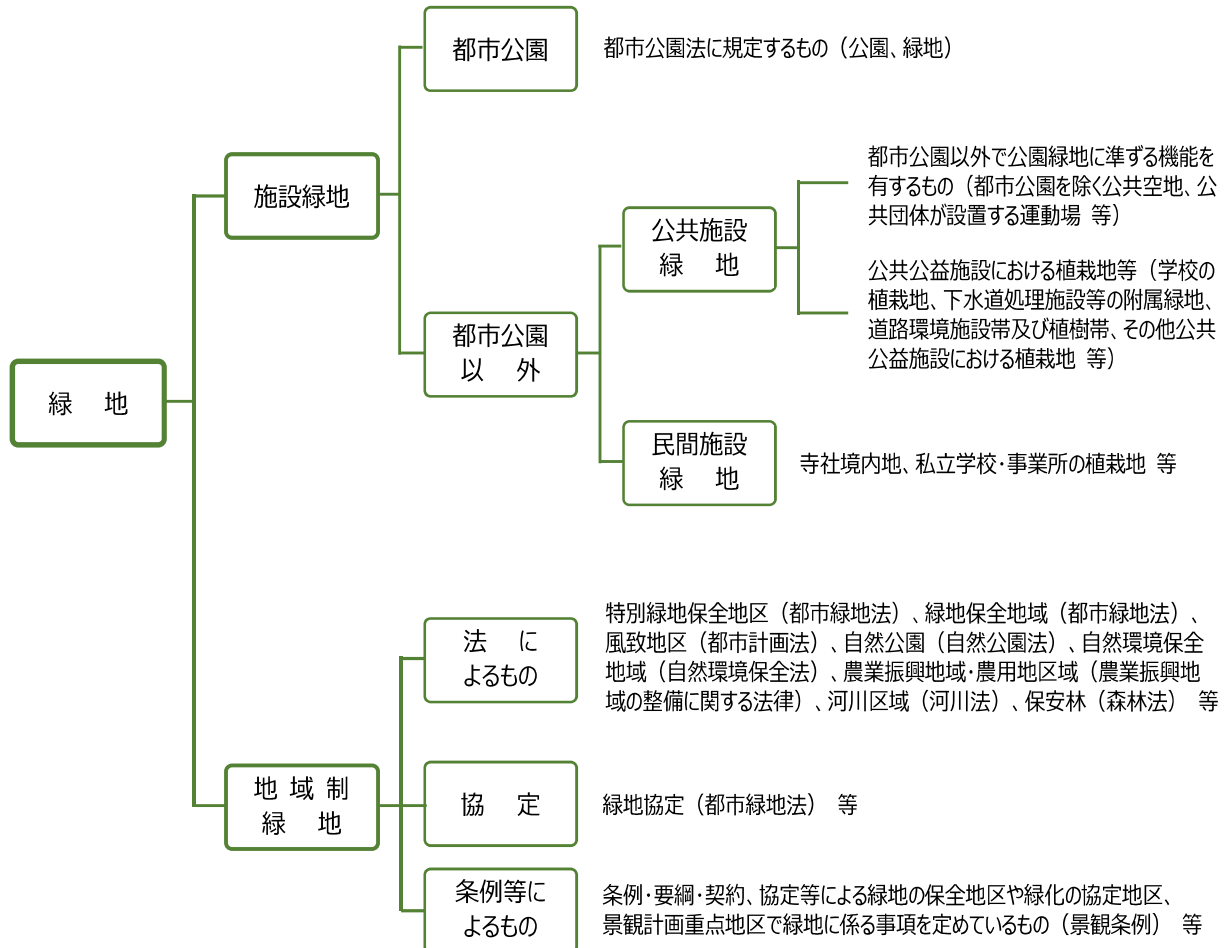 緑　地
施設緑地
都市公園
都市公園法に規定するもの（公園、緑地）
都市公園
以　外
公共施設
緑　地
都市公園以外で公園緑地に準ずる機能を
有するもの（都市公園を除く公共空地、公
共団体が設置する運動場 等）
公共公益施設における植栽地等（学校の
植栽地、下水道処理施設等の附属緑地、
道路環境施設帯及び植樹帯、その他公共
公益施設における植栽地 等）
民間施設
緑　地
寺社境内地、私立学校・事業所の植栽地 等
地 域 制
緑　地
法　に
よるもの
特別緑地保全地区（都市緑地法）、緑地保全地域（都市緑地法）、
風致地区（都市計画法）、自然公園（自然公園法）、自然環境保全
地域（自然環境保全法）、農業振興地域・農用地区域（農業振興地
域の整備に関する法律）、河川区域（河川法）、保安林（森林法） 等
協　定
緑地協定（都市緑地法） 等
条例等に
よるもの
条例・要綱・契約、協定等による緑地の保全地区や緑化の協定地区、
景観計画重点地区で緑地に係る事項を定めているもの（景観条例） 等